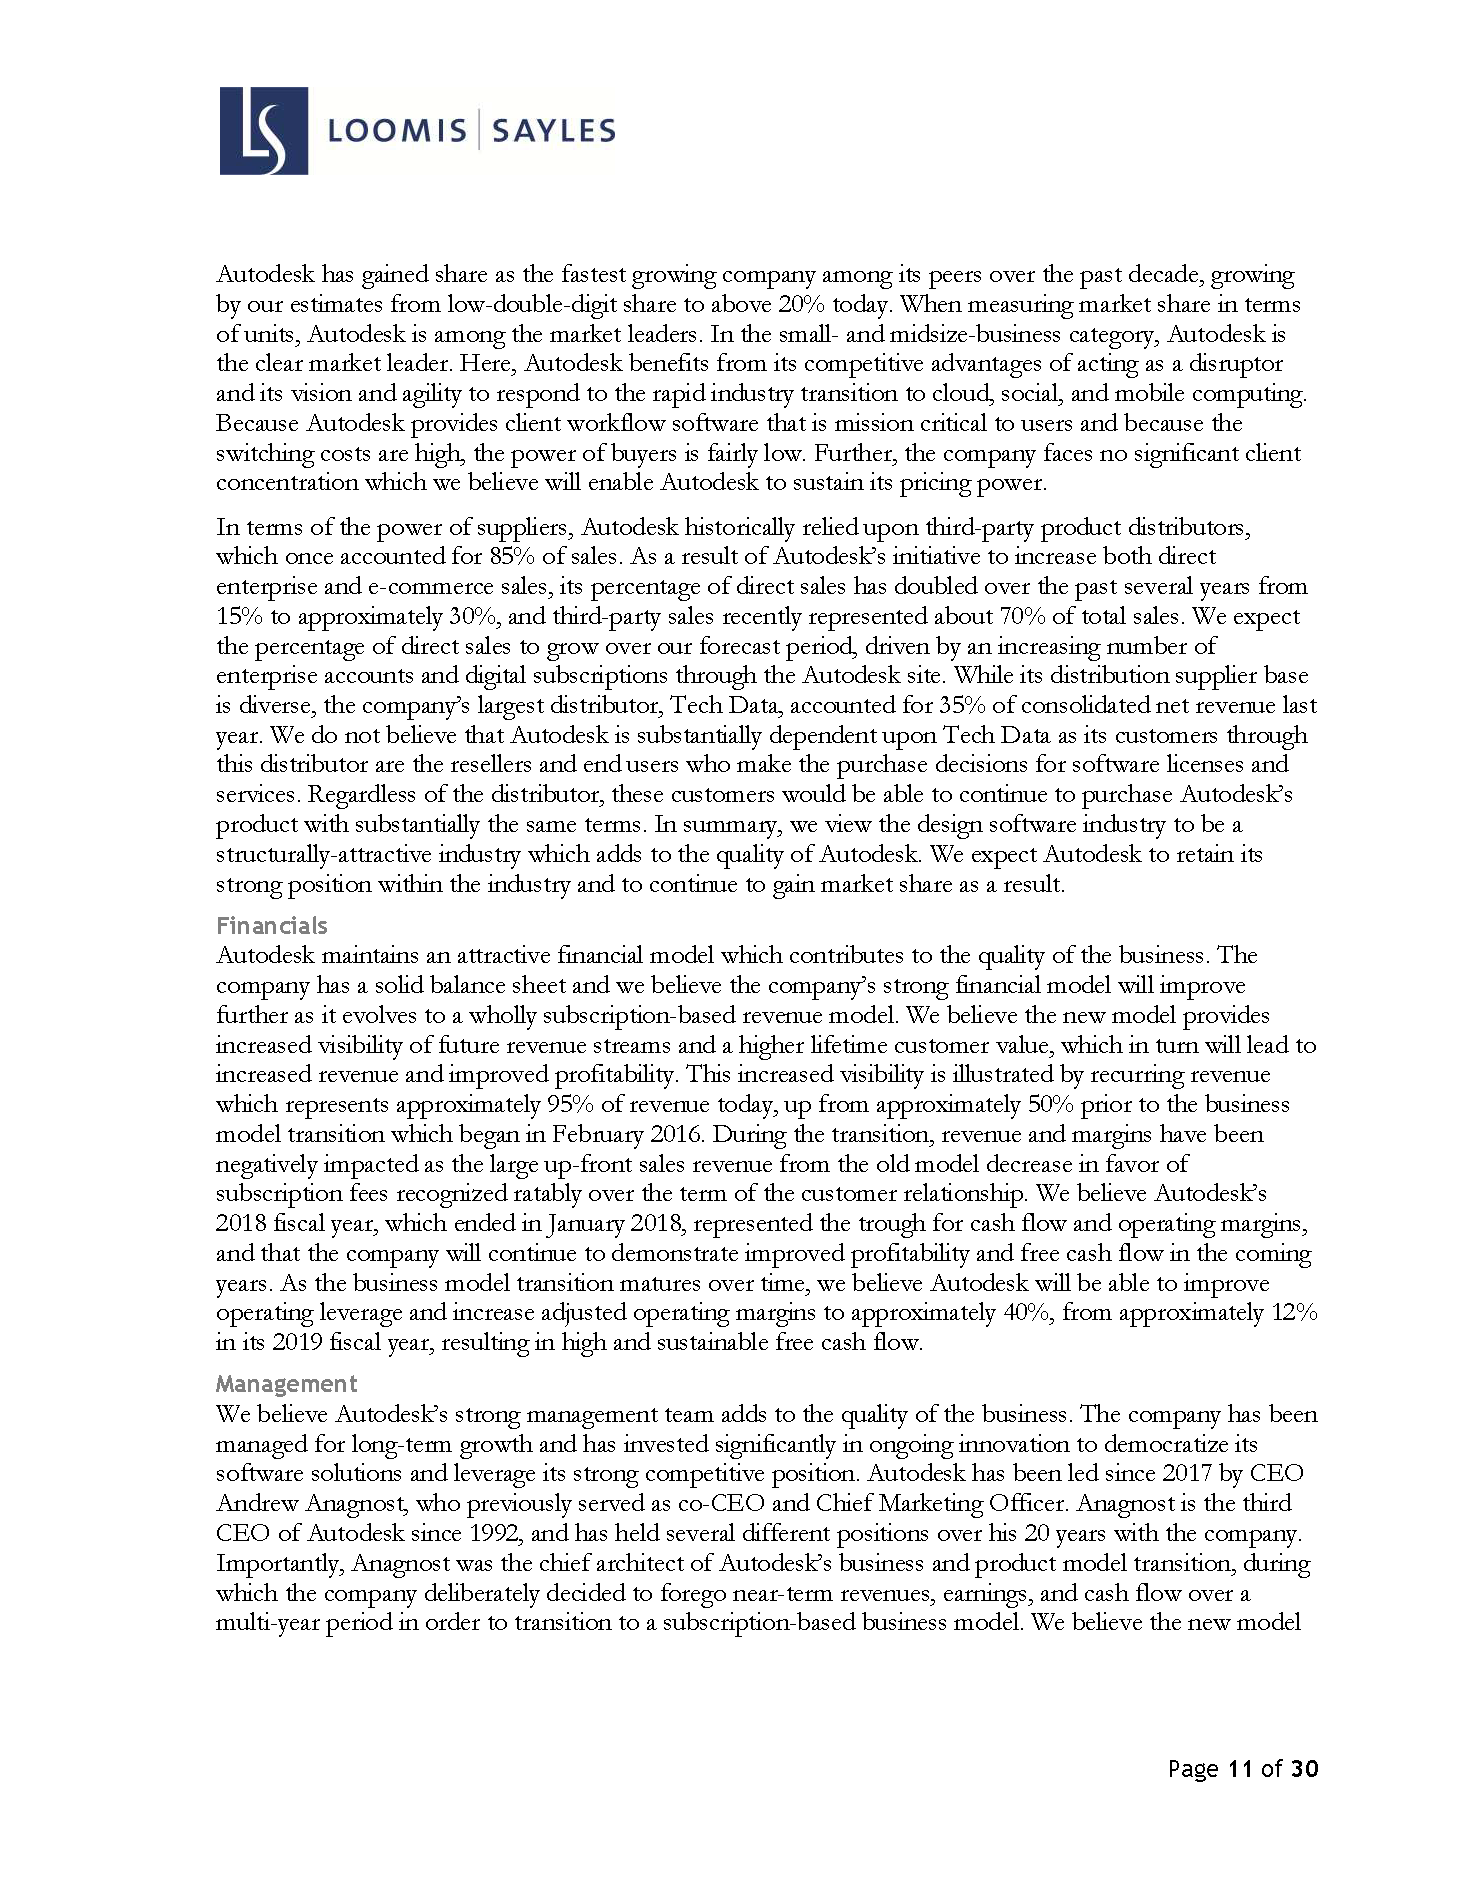 LS LOOMIS | SAYLES
Autodesk has gained share as the fastest growing company among its peers over the past decade, growing
by our estimates from low-double-digit share to above 20% today. When measuring market share in terms
of units, Autodesk is among the market leaders. In the small- and midsize-business category, Autodesk is
the clear market leader. Here, Autodesk benefits from its competitive advantages of acting as a disruptor
and its vision and agility to respond to the rapid industry transition to cloud, social, and mobile computing.
Because Autodesk provides client workflow software that is mission critical to users and because the
switching costs are high, the power of buyers is fairly low. Further, the company faces no significant client
concentration which we believe will enable Autodesk to sustain its pricing power.
In terms of the power of suppliers, Autodesk historically relied upon third-party product distributors,
which once accounted for 85% of sales. As a result of Autodesk’s initiative to increase both direct
enterprise and e-commerce sales, its percentage of direct sales has doubled over the past several years from
15% to approximately 30%, and third-party sales recently represented about 70% of total sales. We expect
the percentage of direct sales to grow over our forecast period, driven by an increasing number of
enterprise accounts and digital subscriptions through the Autodesk site. While its distribution supplier base
is diverse, the company’s largest distributor, Tech Data, accounted for 35% of consolidated net revenue last
year. We do not believe that Autodesk is substantially dependent upon Tech Data as its customers through
this distributor are the resellers and end users who make the purchase decisions for software licenses and
services. Regardless of the distributor, these customers would be able to continue to purchase Autodesk’s
product with substantially the same terms. In summary, we view the design software industry to be a
structurally-attractive industry which adds to the quality of Autodesk. We expect Autodesk to retain its
strong position within the industry and to continue to gain market share as a result.
Financials
Autodesk maintains an attractive financial model which contributes to the quality of the business. The
company has a solid balance sheet and we believe the company’s strong financial model will improve
further as it evolves to a wholly subscription-based revenue model. We believe the new model provides
increased visibility of future revenue streams and a higher lifetime customer value, which in turn will lead to
increased revenue and improved profitability. This increased visibility is illustrated by recurring revenue
which represents approximately 95% of revenue today, up from approximately 50% prior to the business
model transition which began in February 2016. During the transition, revenue and margins have been
negatively impacted as the large up-front sales revenue from the old model decrease in favor of
subscription fees recognized ratably over the term of the customer relationship. We believe Autodesk’s
2018 fiscal year, which ended in January 2018, represented the trough for cash flow and operating margins,
and that the company will continue to demonstrate improved profitability and free cash flow in the coming
years. As the business model transition matures over time, we believe Autodesk will be able to improve
operating leverage and increase adjusted operating margins to approximately 40%, from approximately 12%
in its 2019 fiscal year, resulting in high and sustainable free cash flow.
Management
We believe Autodesk’s strong management team adds to the quality of the business. The company has been
managed for long-term growth and has invested significantly in ongoing innovation to democratize its
software solutions and leverage its strong competitive position. Autodesk has been led since 2017 by CEO
Andrew Anagnost, who previously served as co-CEO and Chief Marketing Officer. Anagnost is the third
CEO of Autodesk since 1992, and has held several different positions over his 20 years with the company.
Importantly, Anagnost was the chief architect of Autodesk’s business and product model transition, during
which the company deliberately decided to forego near-term revenues, earnings, and cash flow over a
multi-year period in order to transition to a subscription-based business model. We believe the new model
Page 11 of 30